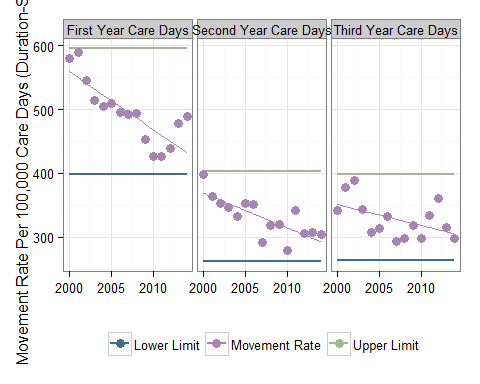 First Year Care Days Second Year Care Days Third Year Care Days
Movement Rate Per 100,000 Care Days (Duration-S
600
500
400
300
2000 2005 2010 2000 2005 2010 2000 2005 2010
Lower Limit Movement Rate Upper Limit